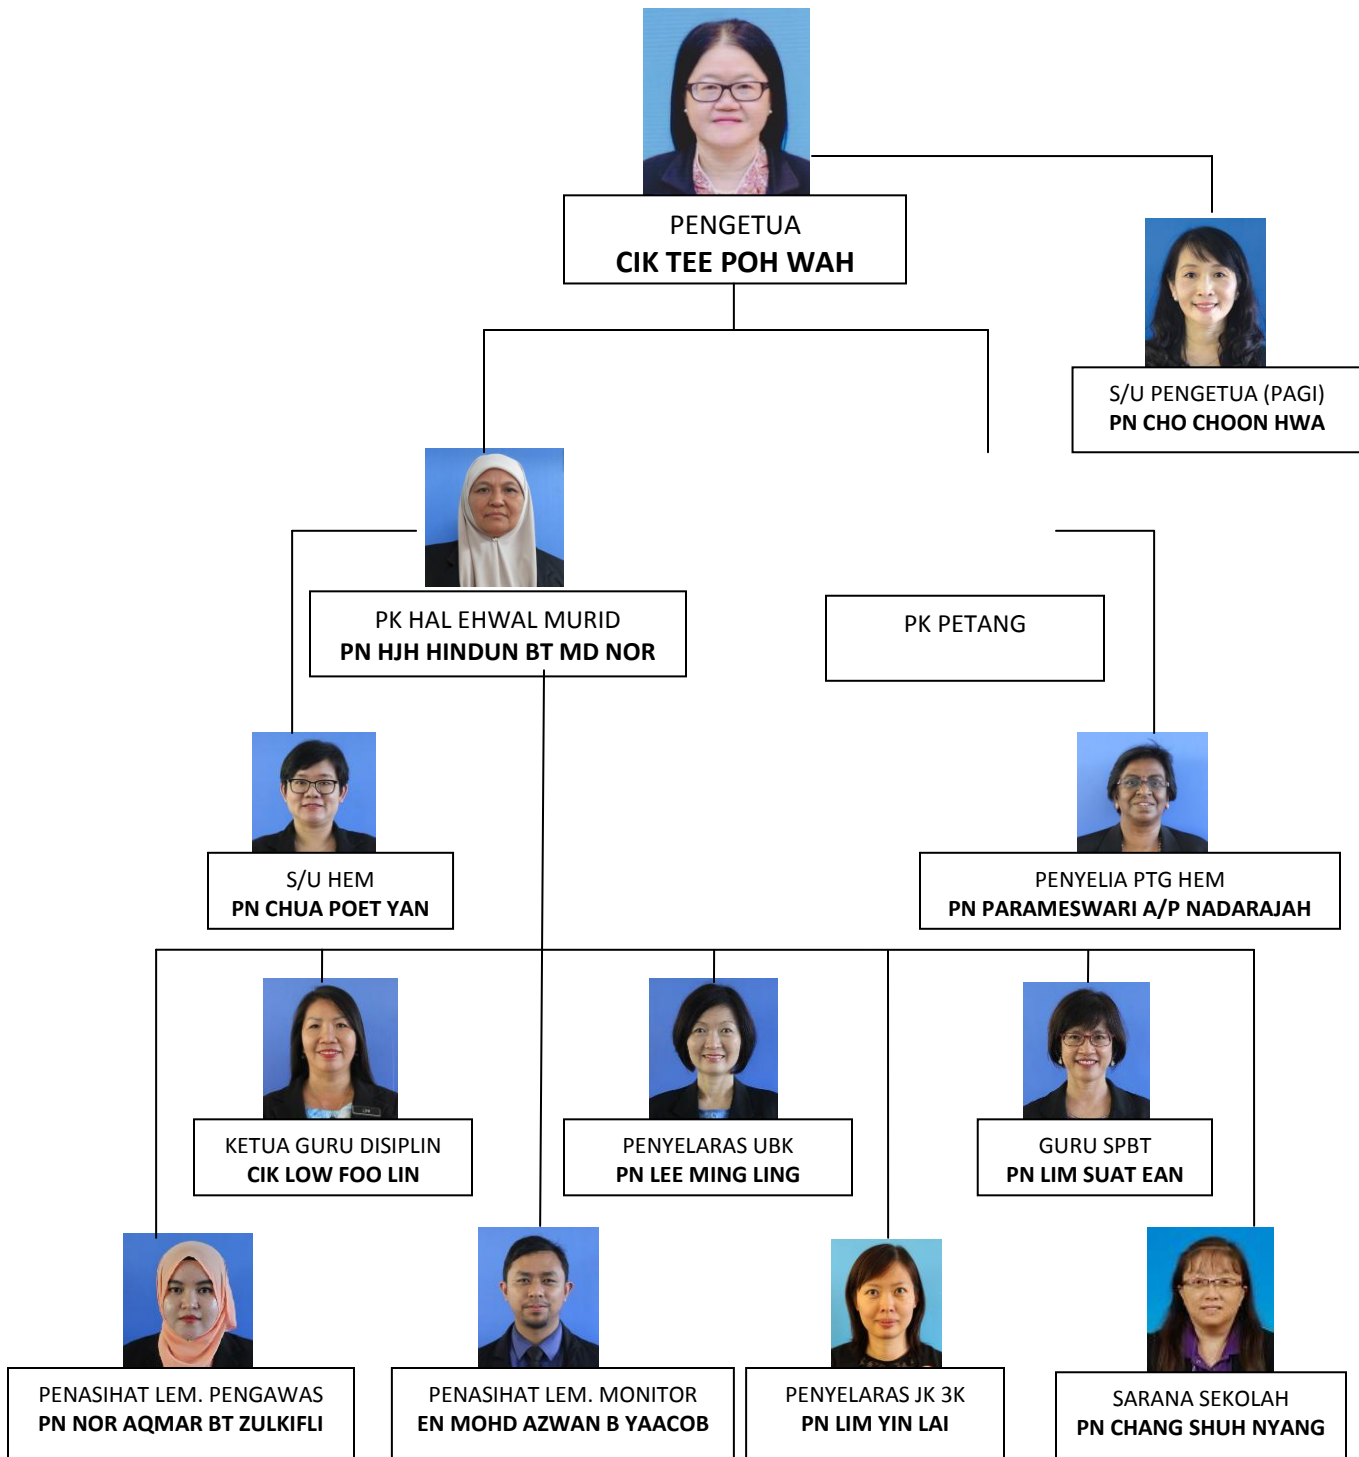 PENGETUA
CIK TEE POH WAH
S/U PENGETUA (PAGI)
PN CHO CHOON HWA
PK HAL EHWAL MURID
PN HJH HINDUN BT MD NOR
PK PETANG
S/U HEM
PN CHUA POET YAN
PENYELIA PTG HEM
PN PARAMESWARI A/P NADARAJAH
KETUA GURU DISIPLIN
CIK LOW FOO LIN
PENYELARAS UBK
PN LEE MING LING
GURU SPBT
PN LIM SUAT EAN
PENASIHAT LEM. PENGAWAS
PN NOR AQMAR BT ZULKIFLI
PENASIHAT LEM. MONITOR
EN MOHD AZWAN B YAACOB
PENYELARAS JK 3K
PN LIM YIN LAI
SARANA SEKOLAH
PN CHANG SHUH NYANG